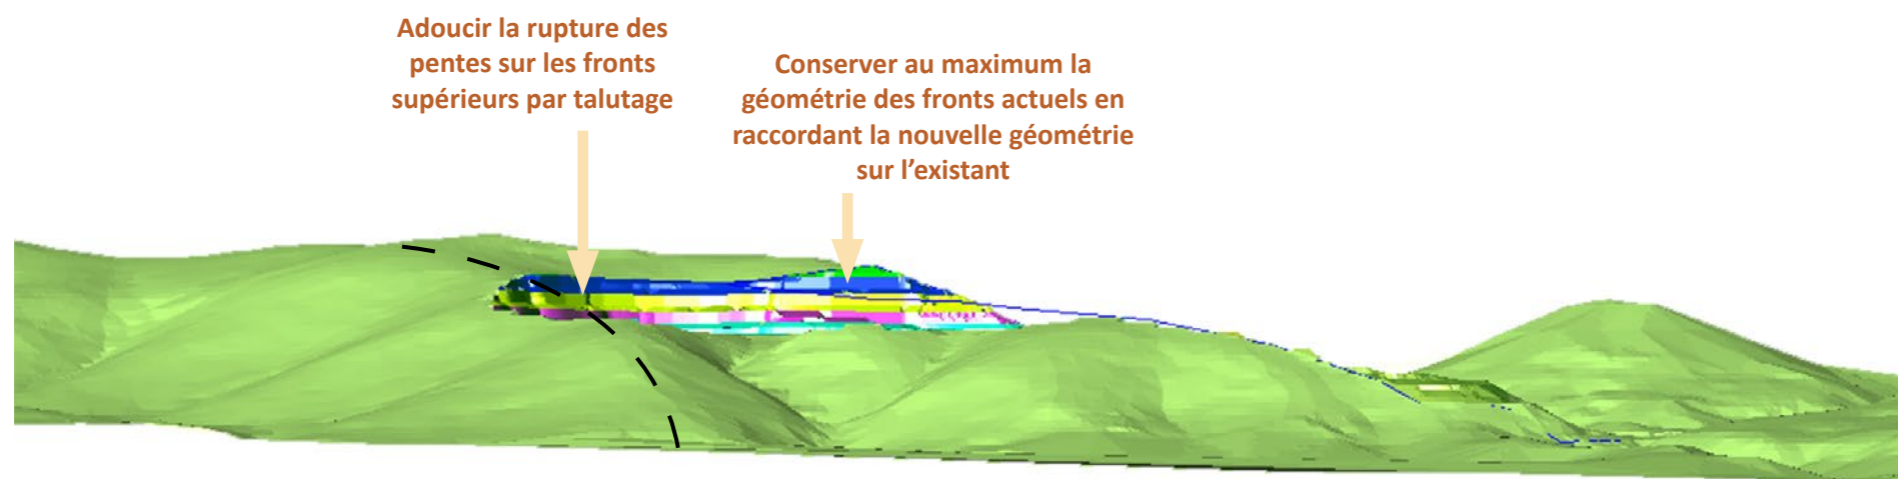 Adoucir la rupture des
pentes sur les fronts
supérieurs par talutage
Conserver au maximum la
géométrie des fronts actuels en
raccordant la nouvelle géométrie
sur l’existant